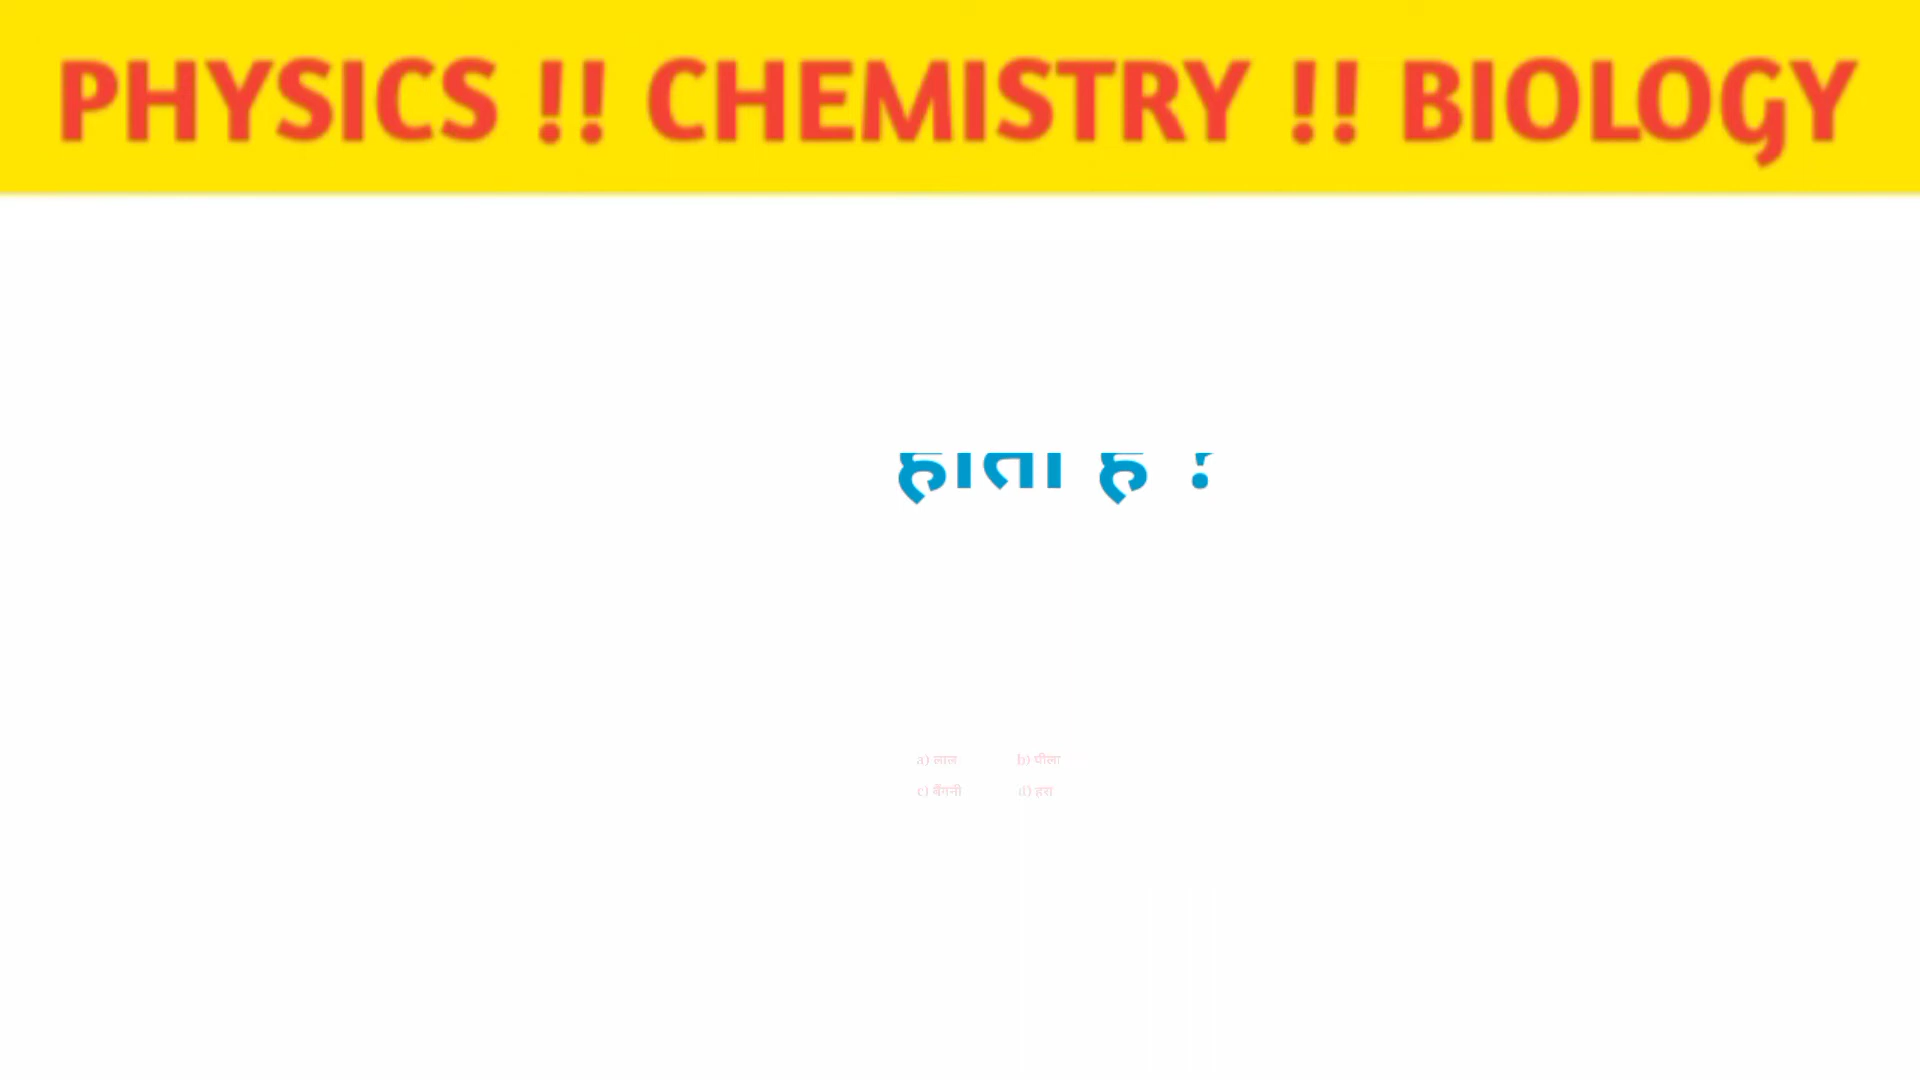 PHYSICS !! CHEMISTRY !! BIOLOGY
होता है ?
a) लाल b) पीला
c) बैंगनी d) हरा